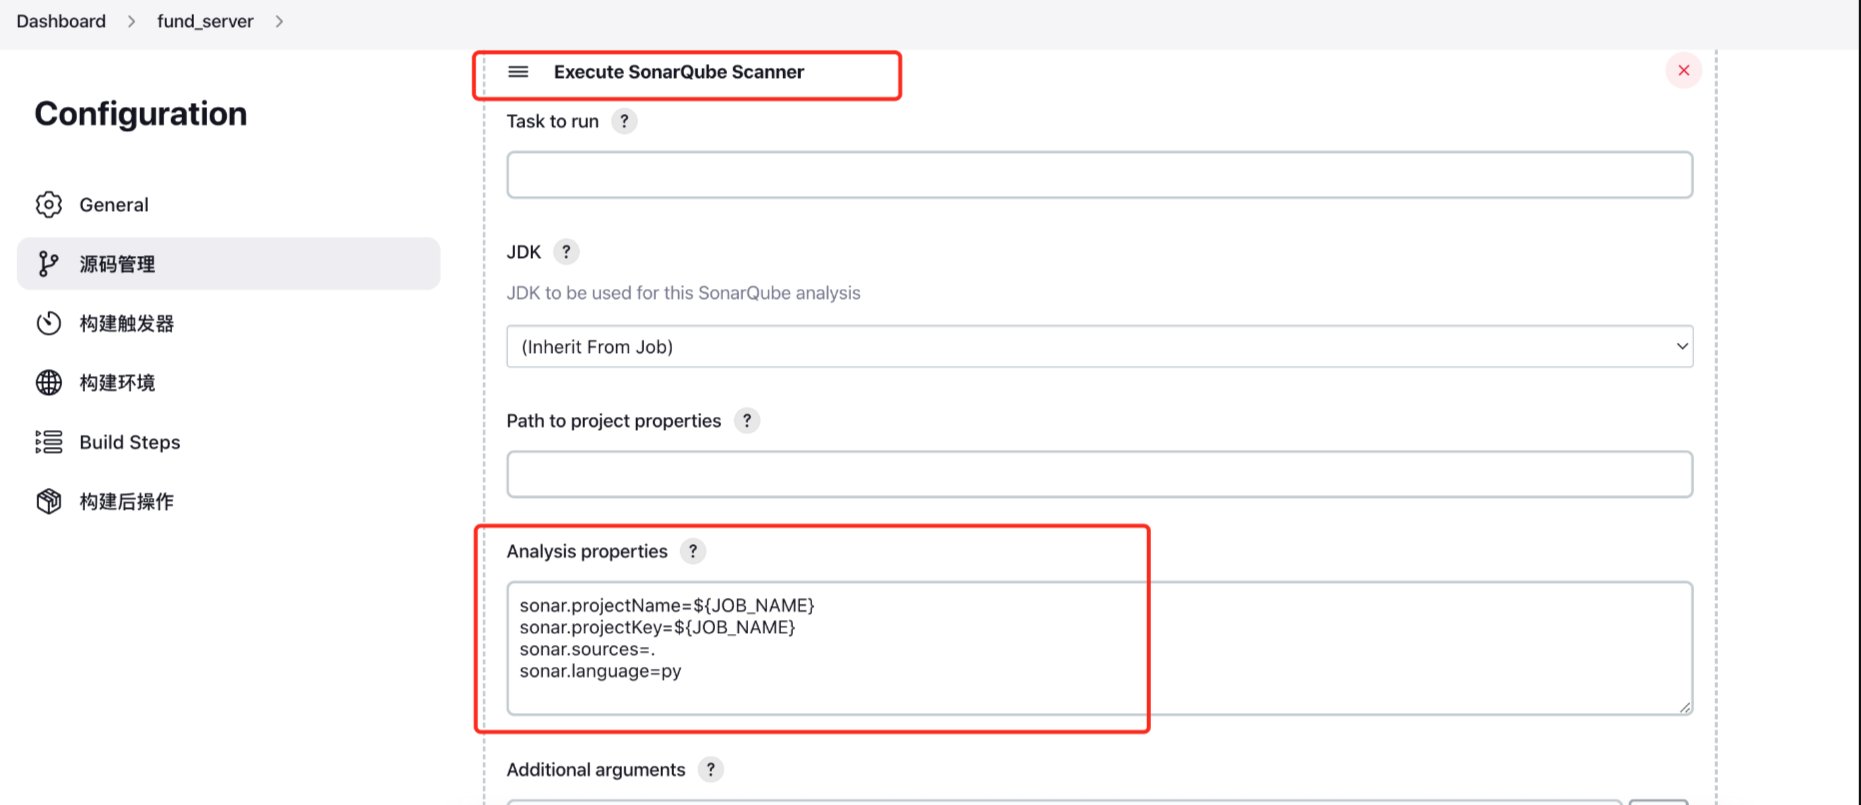 Dashboard > fund_server >
Configuration
General
源码管理
构建触发器
构建环境
Build Steps
构建后操作
Execute SonarQube Scanner
Task to run ?
JDK ?
JDK to be used for this SonarQube analysis
(Inherit From Job)
Path to project properties ?
Analysis properties ?
sonar.projectName=${JOB_NAME}
sonar.projectKey=${JOB_NAME}
sonar.sources=.
sonar.language=py
Additional arguments ?